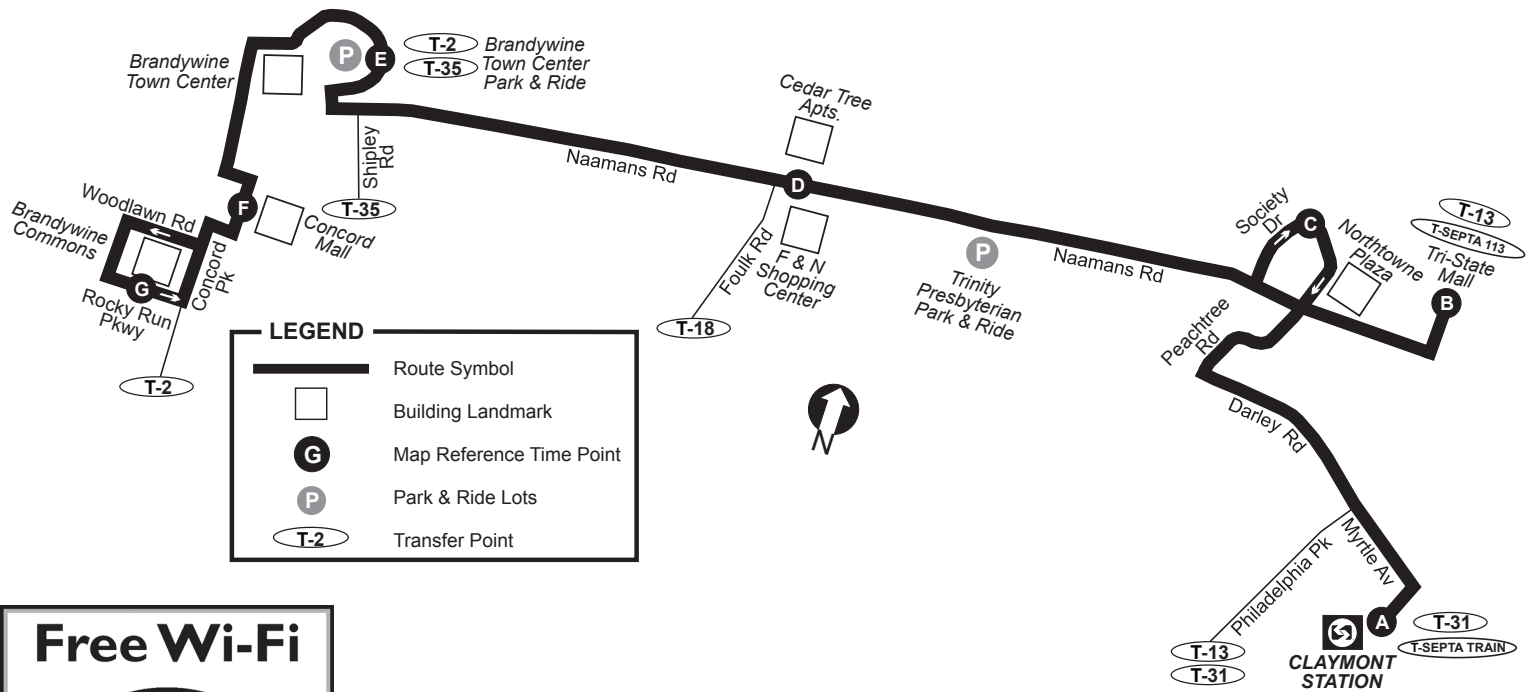 Brandywine
Town Center
P
E
T-2
T-35
Brandywine
Town Center
Park & Ride
Shipley
Rd
T-35
Naamans Rd
Cedar Tree
Apts.
D
Foulk Rd
T-18
F & N
Shopping
Center
P
Trinity
Presbyterian
Park & Ride
Naamans Rd
Society
Dr
C
Northtowne
Plaza
T-13
T-SEPTA 113
Tri-State
Mall
B
Peachtree
Rd
Darley Rd
Myrtle Av
Philadelphia Pk
T-13
T-31
A
T-31
T-SEPTA TRAIN
CLAYMONT
STATION
Woodlawn Rd
Brandywine
Commons
F
Concord
Mall
Concord
Pk
G
Rocky Run
Pkwy
T-2
N
LEGEND
Route Symbol
Building Landmark
G Map Reference Time Point
P Park & Ride Lots
T-2 Transfer Point
Free Wi-Fi